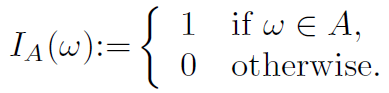 I_A(ω):= { 1 if ω ∈ A,
0 otherwise.